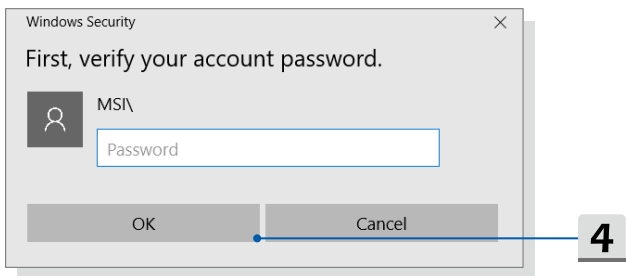 Windows Security
First, verify your account password.
MSI\
Password
OK Cancel
4